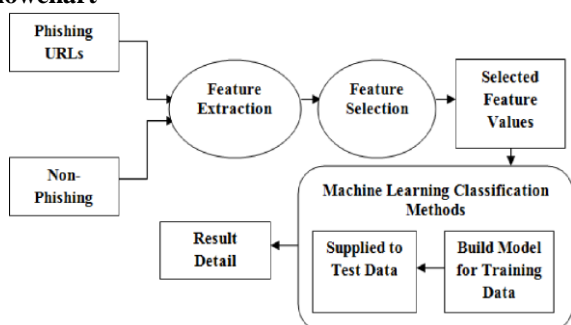 Phishing
URLs
Feature
Extraction
Feature
Selection
Selected
Feature
Values
Non-
Phishing
Machine Learning Classification
Methods
Result
Detail
Supplied to
Test Data
Build Model
for Training
Data